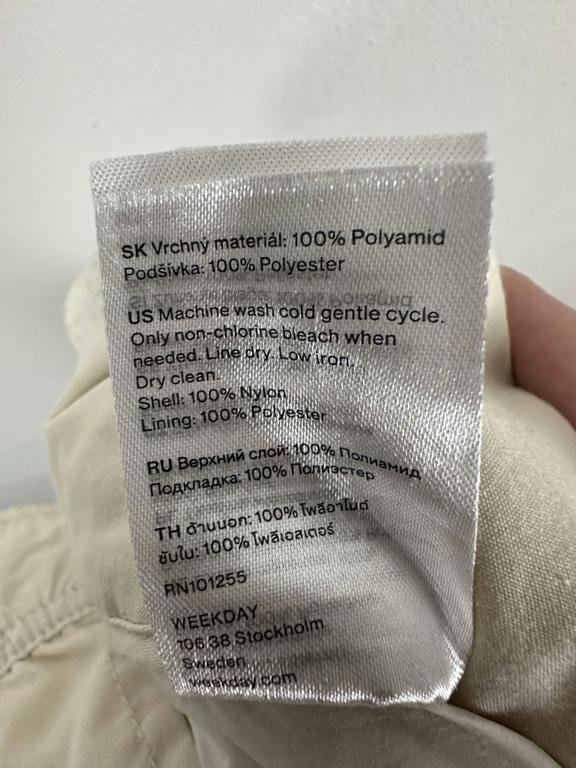 SK Vrchný materiál: 100% Polyamid
Podšívka: 100% Polyester
US Machine wash cold gentle cycle.
Only non-chlorine bleach when
needed. Line dry. Low iron.
Dry clean.
Shell: 100% Nylon
Lining: 100% Polyester
RU Верхний слой: 100% Полиамид
Подкладка: 100% Полиэстер
TH ด้านนอก: 100% โพลีอาไมด์
ซับใน: 100% โพลีเอสเตอร์
RN101255
WEEKDAY
106 38 Stockholm
Sweden
weekday.com